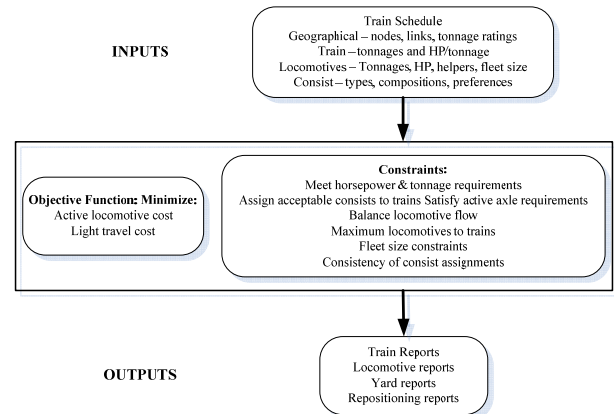 INPUTS
Train Schedule
Geographical – nodes, links, tonnage ratings
Train – tonnages and HP/tonnage
Locomotives – Tonnages, HP, helpers, fleet size
Consist – types, compositions, preferences
Objective Function: Minimize:
Active locomotive cost
Light travel cost
Constraints:
Meet horsepower & tonnage requirements
Assign acceptable consists to trains Satisfy active axle requirements
Balance locomotive flow
Maximum locomotives to trains
Fleet size constraints
Consistency of consist assignments
OUTPUTS
Train Reports
Locomotive reports
Yard reports
Repositioning reports